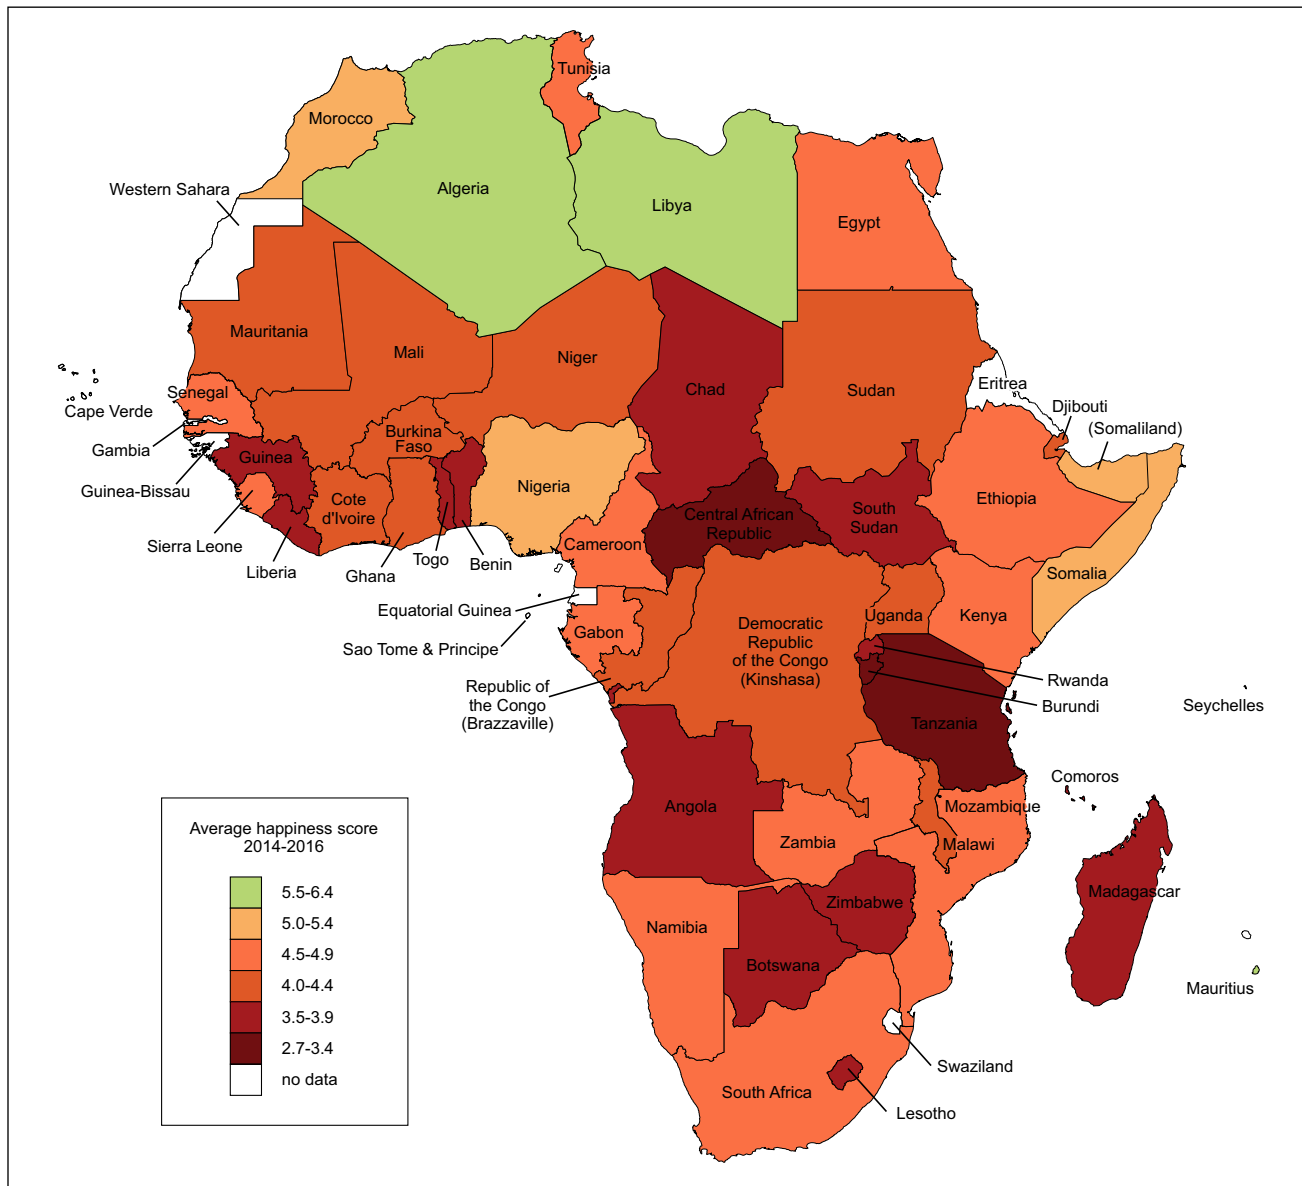 Tunisia
Morocco
Western Sahara
Algeria
Libya
Egypt
Mauritania
Mali
Niger
Chad
Sudan
Eritrea
Djibouti
(Somaliland)
Senegal
Cape Verde
Gambia
Guinea-Bissau
Guinea
Burkina
Faso
Nigeria
Cote
d'Ivoire
Sierra Leone
Liberia
Ghana
Togo
Benin
Cameroon
Central African
Republic
South
Sudan
Ethiopia
Somalia
Equatorial Guinea
Sao Tome & Principe
Gabon
Republic of
the Congo
(Brazzaville)
Democratic
Republic
of the Congo
(Kinshasa)
Uganda
Kenya
Rwanda
Burundi
Tanzania
Seychelles
Comoros
Angola
Zambia
Mozambique
Malawi
Madagascar
Zimbabwe
Namibia
Botswana
Mauritius
Swaziland
South Africa
Lesotho
Average happiness score
2014-2016
5.5-6.4
5.0-5.4
4.5-4.9
4.0-4.4
3.5-3.9
2.7-3.4
no data